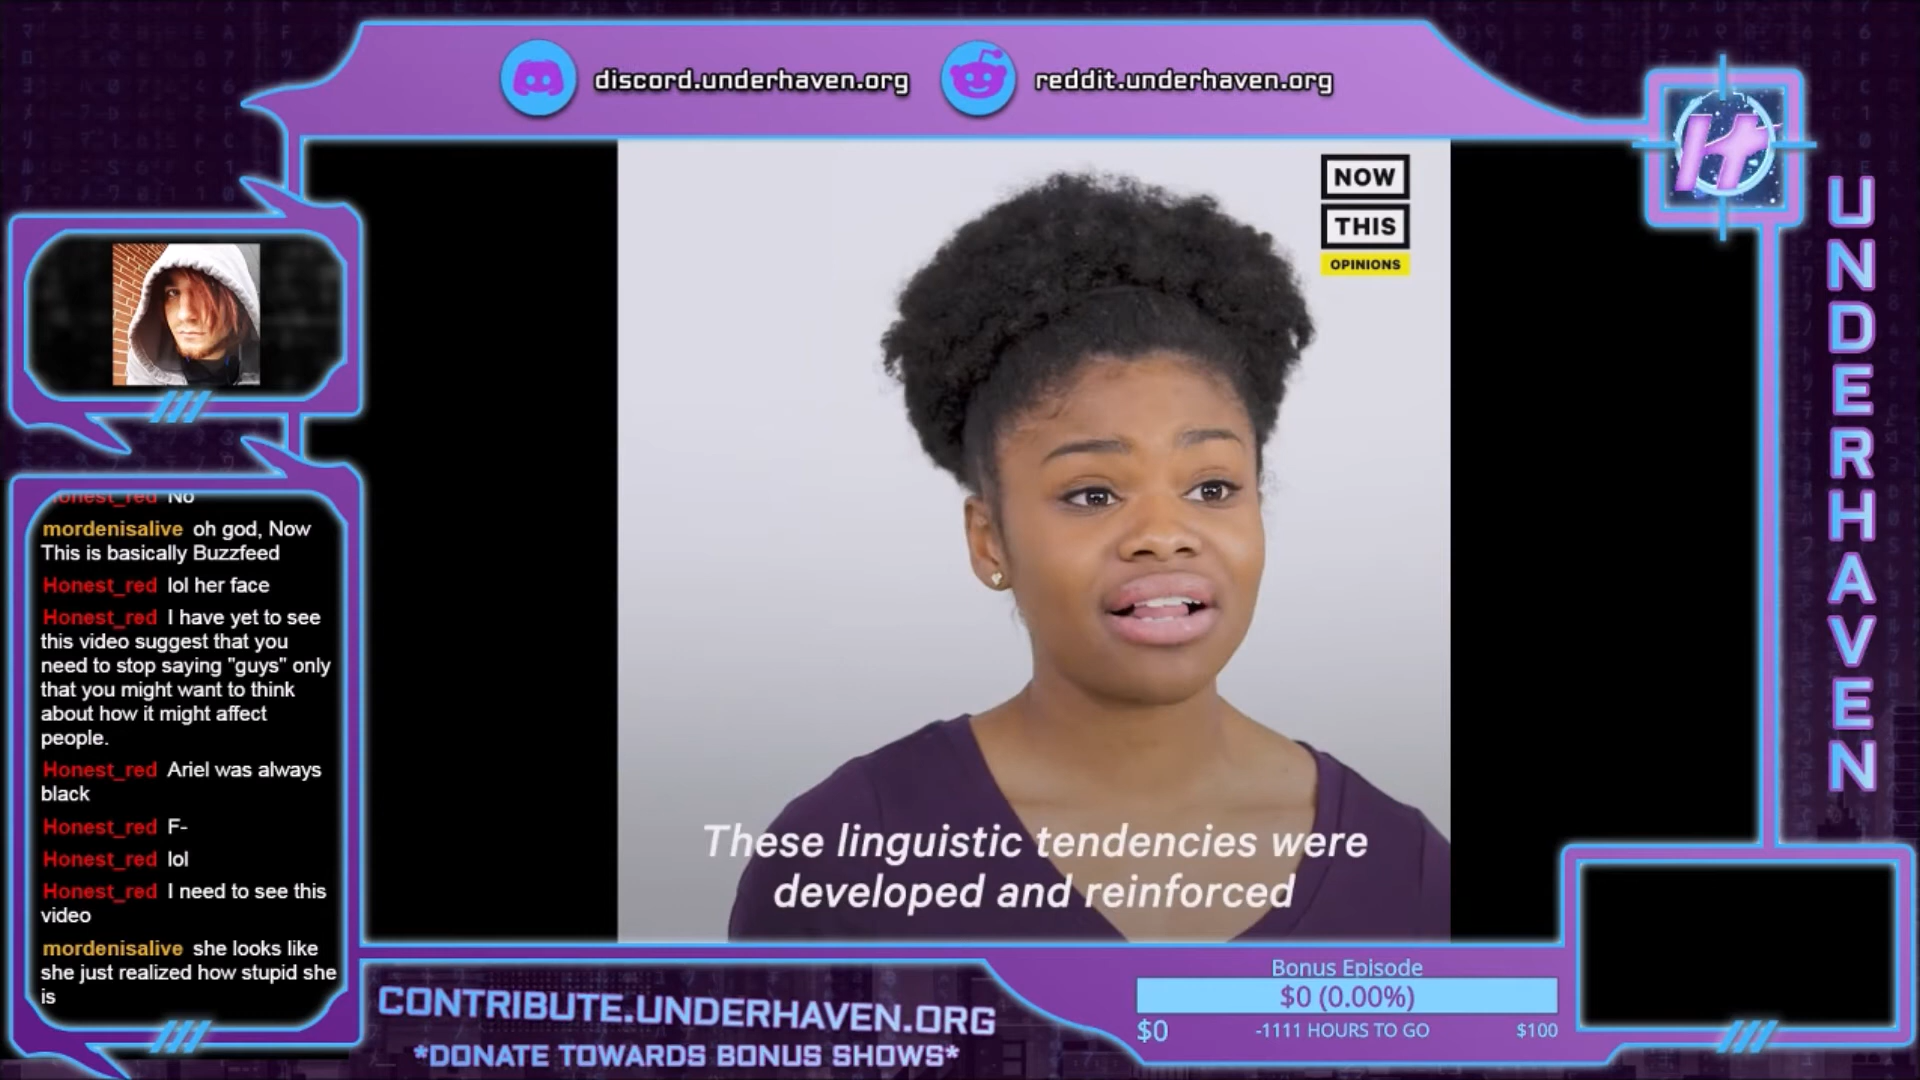 discord.underhaven.org
reddit.underhaven.org
NOW
THIS
OPINIONS
UNDERHAVEN
Honest_red No
mordenisalive oh god, Now
This is basically Buzzfeed
Honest_red lol her face
Honest_red I have yet to see
this video suggest that you
need to stop saying "guys" only
that you might want to think
about how it might affect
people.
Honest_red Ariel was always
black
Honest_red F-
Honest_red lol
Honest_red I need to see this
video
mordenisalive she looks like
she just realized how stupid she
is
These linguistic tendencies were
developed and reinforced
CONTRIBUTE.UNDERHAVEN.ORG
*DONATE TOWARDS BONUS SHOWS*
Bonus Episode
$0 (0.00%)
$0 -1111 HOURS TO GO $100